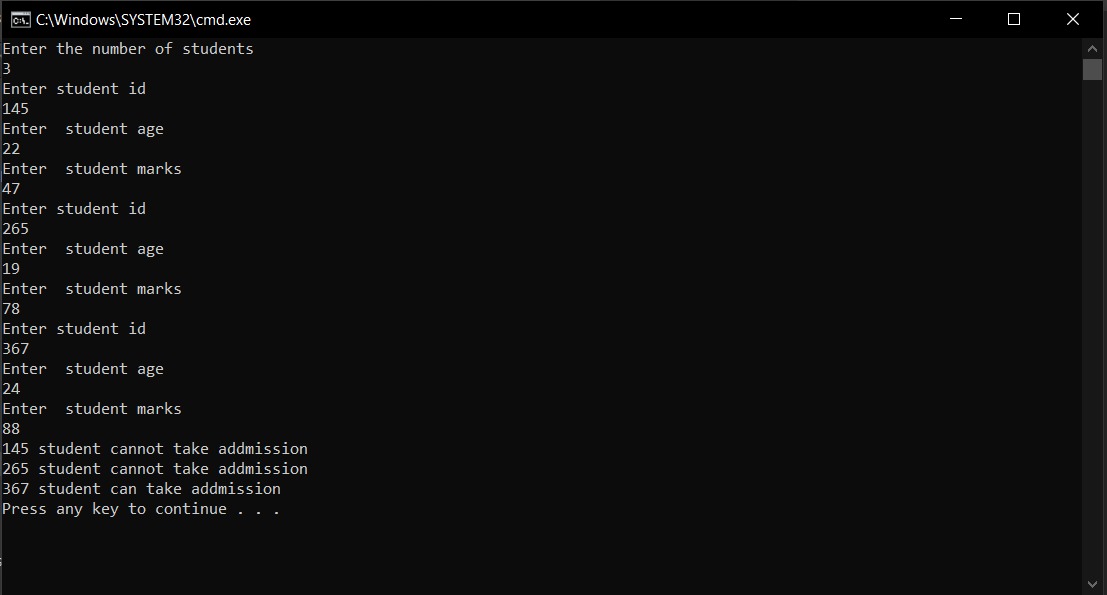 C:\Windows\SYSTEM32\cmd.exe
Enter the number of students
3
Enter student id
145
Enter  student age
22
Enter  student marks
47
Enter student id
265
Enter  student age
19
Enter  student marks
78
Enter student id
367
Enter  student age
24
Enter  student marks
88
145 student cannot take addmission
265 student cannot take addmission
367 student can take addmission
Press any key to continue . . .